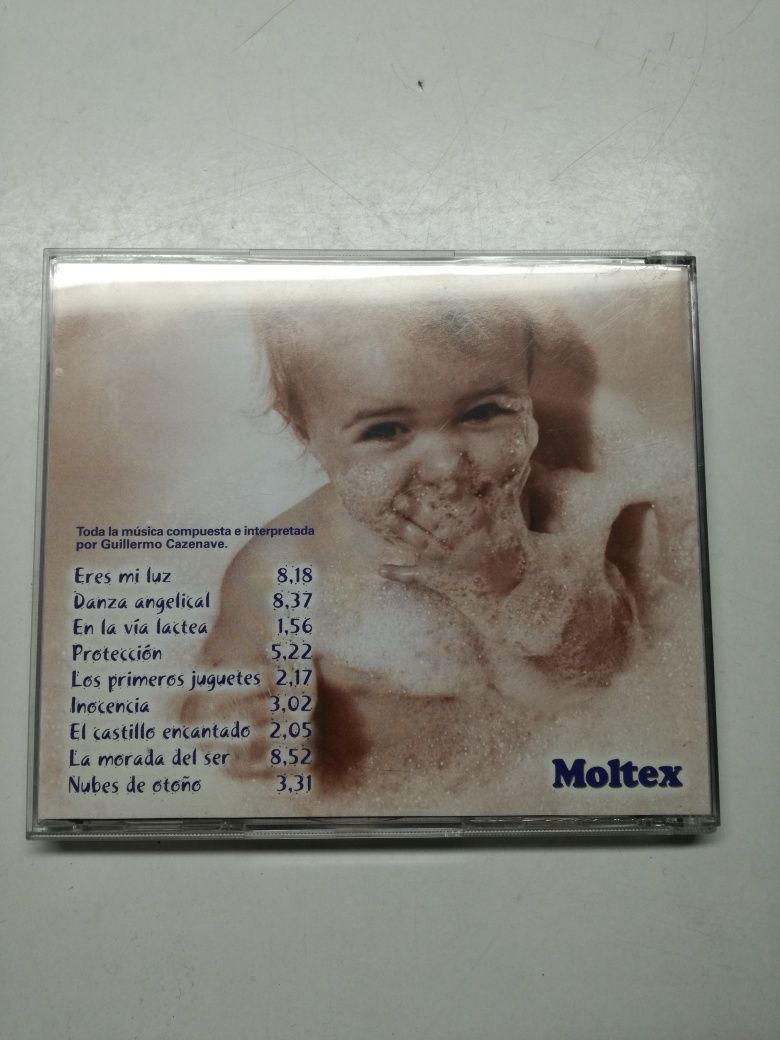 Toda la música compuesta e interpretada
por Guillermo Cazenave.
Eres mi luz 8,18
Danza angelical 8,37
En la vía lactea 1,56
Protección 5,22
Los primeros juguetes 2,17
Inocencia 3,02
El castillo encantado 2,05
La morada del ser 8,52
Nubes de otoño 3,31
Moltex